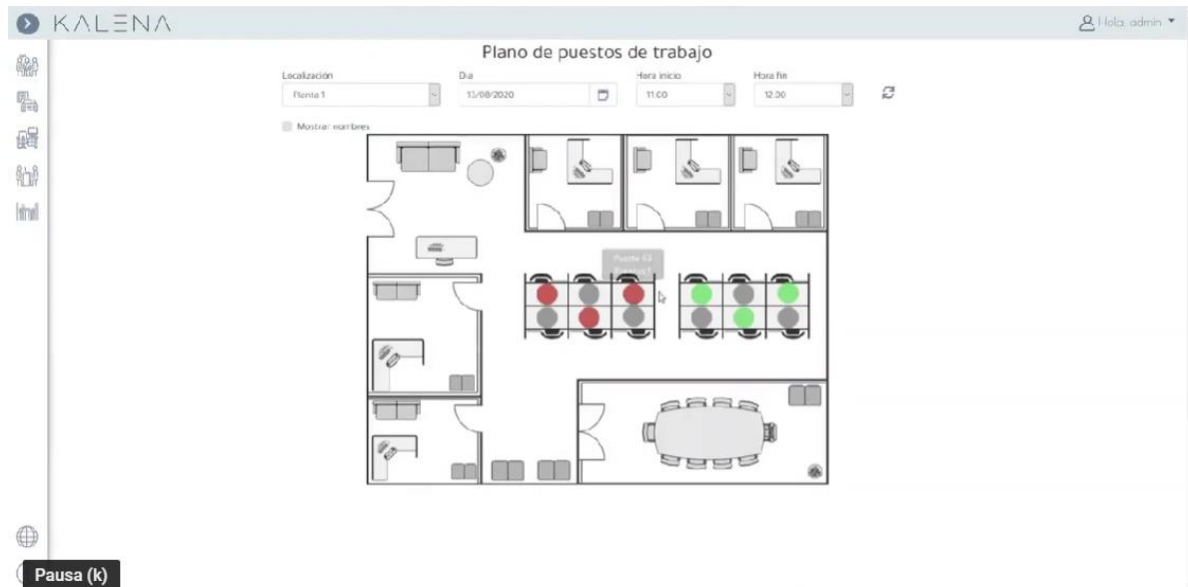 KALENA
Hola, admin
Plano de puestos de trabajo
Localización
Día
Hora inicio
Hora fin
Planta 1
13/08/2020
11:00
12:00
Mostrar nombres
Pausa (k)